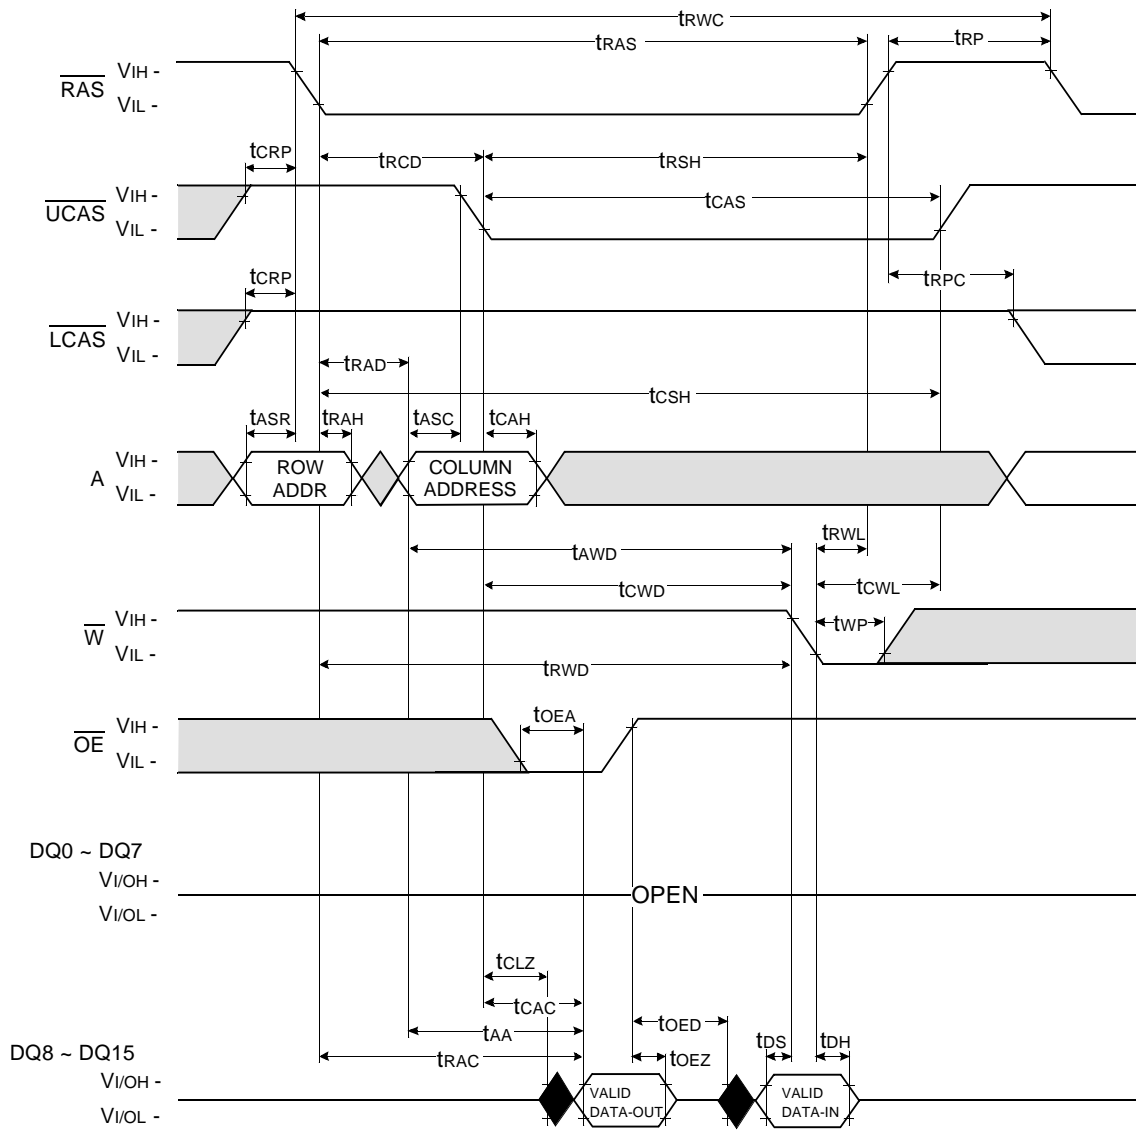 tRWC
tRAS
tRP
RAS
VIH -
VIL -
tCRP
tRCD
tRSH
UCAS
VIH -
VIL -
tCAS
tCRP
tRPC
LCAS
VIH -
VIL -
tRAD
tCSH
tASR
tRAH
tASC
tCAH
A
VIH -
VIL -
ROW
ADDR
COLUMN
ADDRESS
tAWD
tRWL
tCWD
tCWL
W
VIH -
VIL -
tWP
tRWD
OE
VIH -
VIL -
tOEA
DQ0 ~ DQ7
VI/OH -
VI/OL -
OPEN
tCLZ
tCAC
tAA
tRAC
tOED
tOEZ
tDS
tDH
DQ8 ~ DQ15
VI/OH -
VI/OL -
VALID
DATA-OUT
VALID
DATA-IN